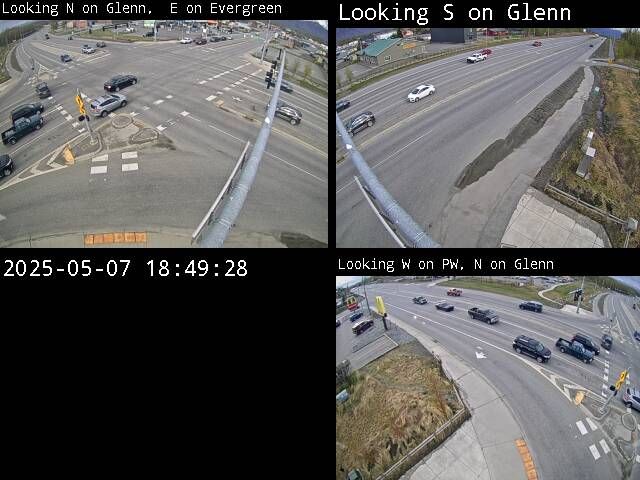 Looking N on Glenn,  E on Evergreen
Looking S on Glenn
2025-05-07 18:49:28
Looking W on PW, N on Glenn